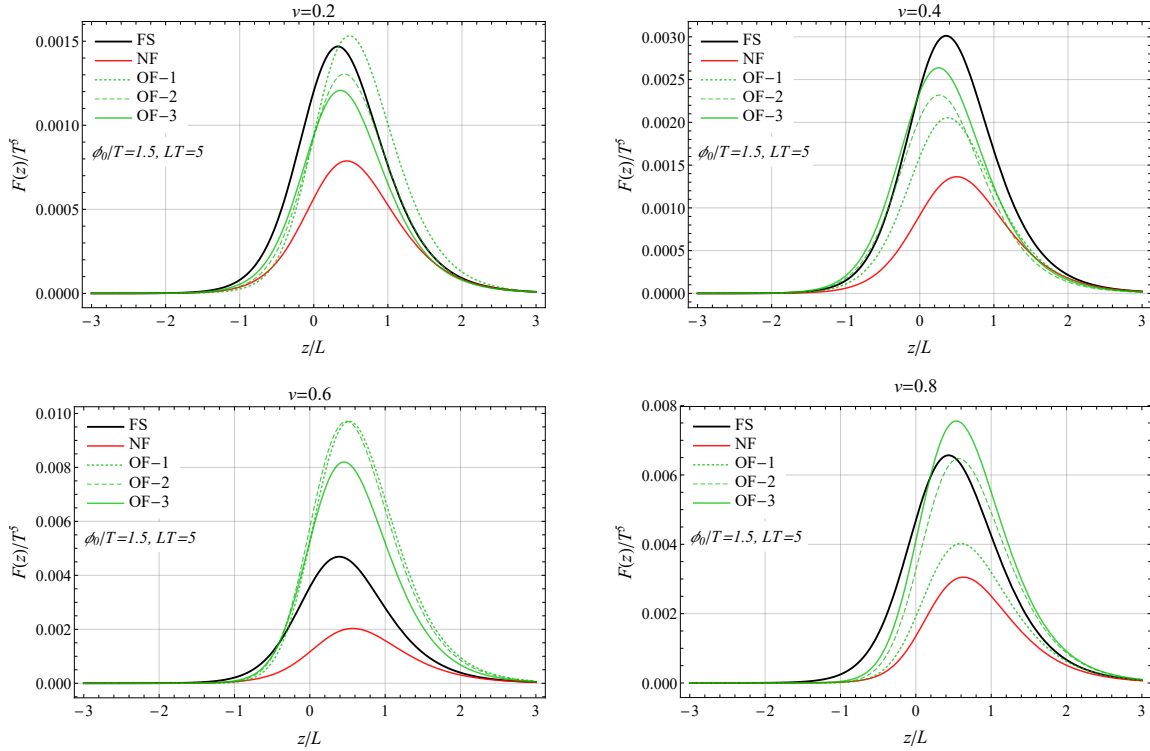 v=0.2
FS
NF
OF-1
OF-2
OF-3
ϕ₀/T=1.5, LT=5
F(z)/T⁵
0.0015
0.0010
0.0005
0.0000
-3 -2 -1 0 1 2 3
z/L
v=0.4
FS
NF
OF-1
OF-2
OF-3
ϕ₀/T=1.5, LT=5
F(z)/T⁵
0.0030
0.0025
0.0020
0.0015
0.0010
0.0005
0.0000
-3 -2 -1 0 1 2 3
z/L
v=0.6
FS
NF
OF-1
OF-2
OF-3
ϕ₀/T=1.5, LT=5
F(z)/T⁵
0.010
0.008
0.006
0.004
0.002
0.000
-3 -2 -1 0 1 2 3
z/L
v=0.8
FS
NF
OF-1
OF-2
OF-3
ϕ₀/T=1.5, LT=5
F(z)/T⁵
0.008
0.006
0.004
0.002
0.000
-3 -2 -1 0 1 2 3
z/L